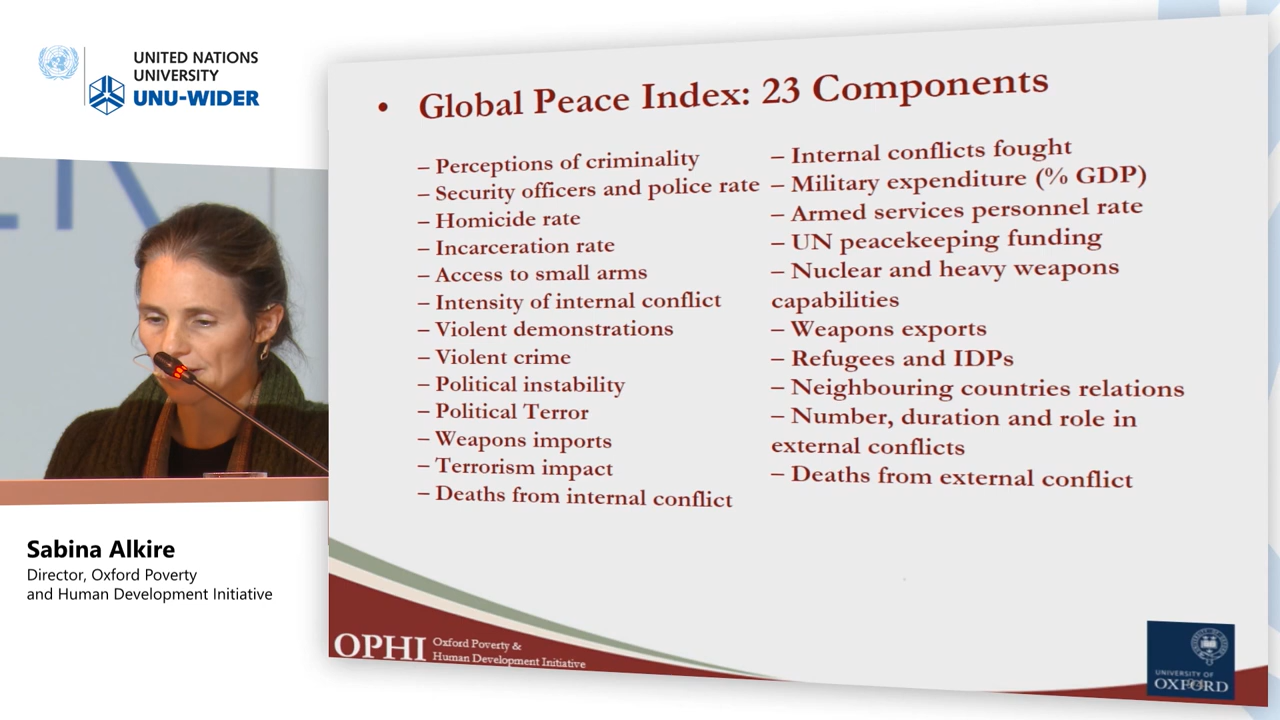 UNITED NATIONS
UNIVERSITY
UNU-WIDER
Sabina Alkire
Director, Oxford Poverty
and Human Development Initiative
• Global Peace Index: 23 Components
– Perceptions of criminality
– Security officers and police rate
– Homicide rate
– Incarceration rate
– Access to small arms
– Intensity of internal conflict
– Violent demonstrations
– Violent crime
– Political instability
– Political Terror
– Weapons imports
– Terrorism impact
– Deaths from internal conflict
– Internal conflicts fought
– Military expenditure (% GDP)
– Armed services personnel rate
– UN peacekeeping funding
– Nuclear and heavy weapons
capabilities
– Weapons exports
– Refugees and IDPs
– Neighbouring countries relations
– Number, duration and role in
external conflicts
– Deaths from external conflict
OPHI
Oxford Poverty &
Human Development Initiative
UNIVERSITY OF
OXFORD